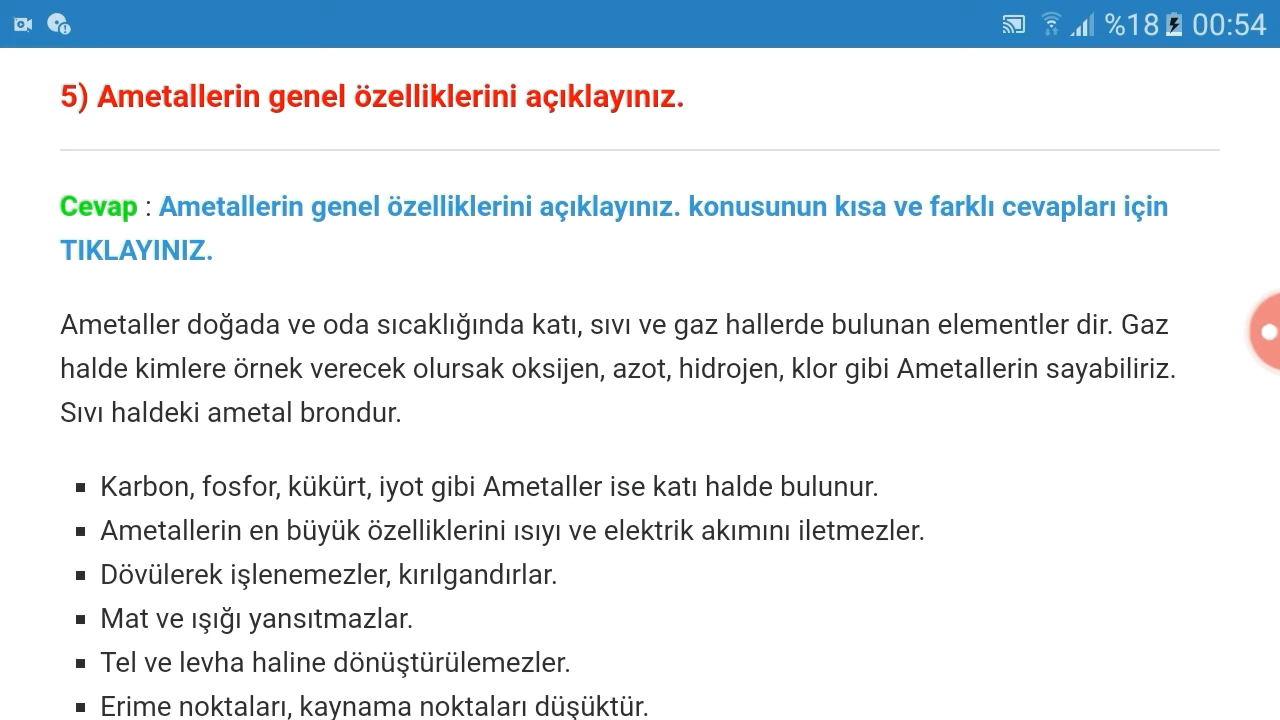 %18 00:54
5) Ametallerin genel özelliklerini açıklayınız.
Cevap : Ametallerin genel özelliklerini açıklayınız. konusunun kısa ve farklı cevapları için
TIKLAYINIZ.
Ametaller doğada ve oda sıcaklığında katı, sıvı ve gaz hallerde bulunan elementler dir. Gaz
halde kimlere örnek verecek olursak oksijen, azot, hidrojen, klor gibi Ametallerin sayabiliriz.
Sıvı haldeki ametal brondur.
▪ Karbon, fosfor, kükürt, iyot gibi Ametaller ise katı halde bulunur.
▪ Ametallerin en büyük özelliklerini ısıyı ve elektrik akımını iletmezler.
▪ Dövülerek işlenemezler, kırılgandırlar.
▪ Mat ve ışığı yansıtmazlar.
▪ Tel ve levha haline dönüştürülemezler.
▪ Erime noktaları, kaynama noktaları düşüktür.